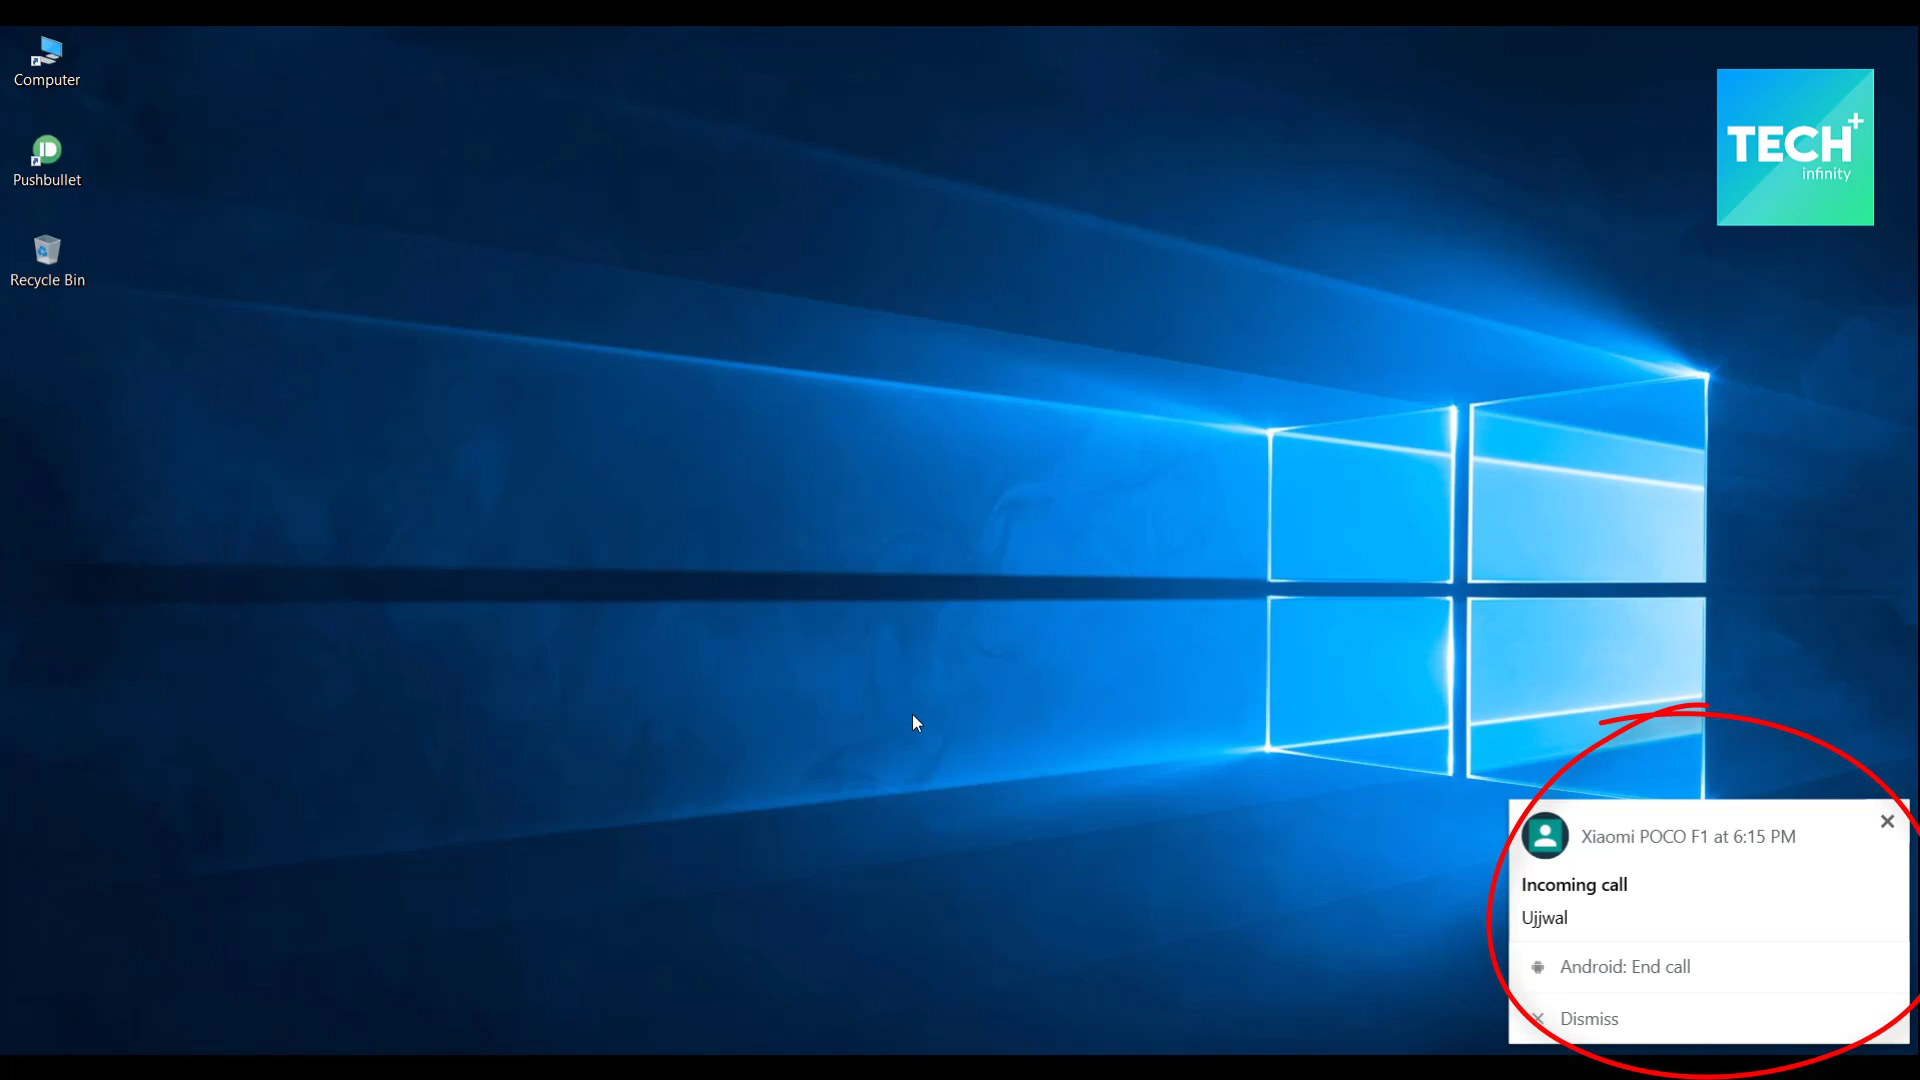 Computer
Pushbullet
Recycle Bin
TECH+
infinity
Xiaomi POCO F1 at 6:15 PM
Incoming call
Ujjwal
Android: End call
Dismiss